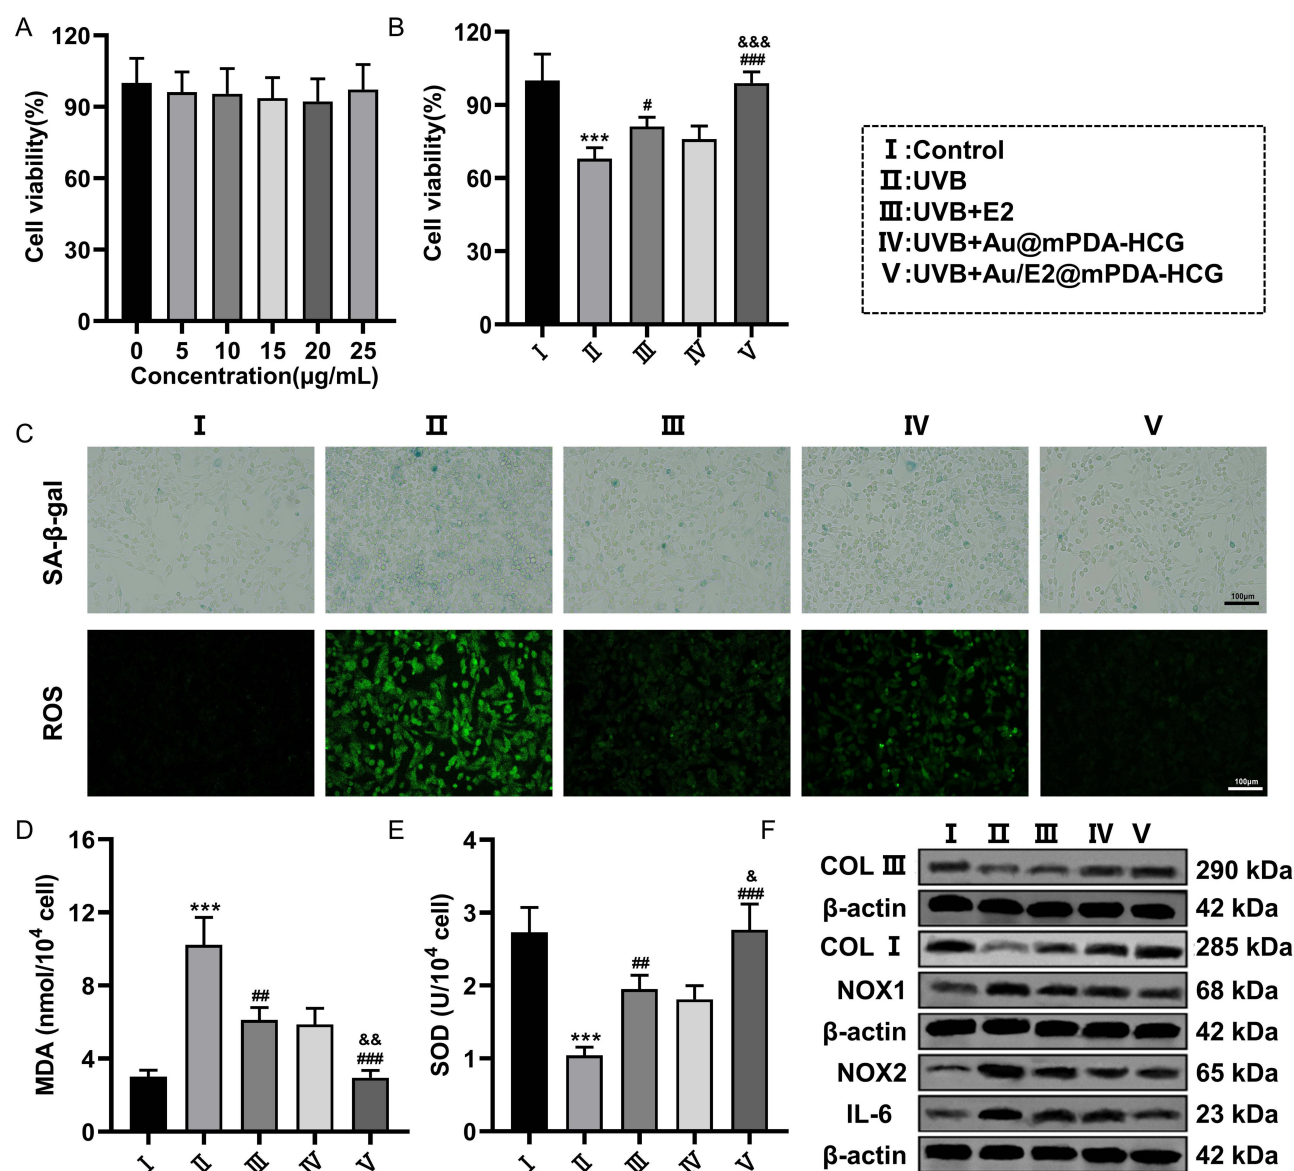 A
Cell viability(%)
120
90
60
30
0
0 5 10 15 20 25
Concentration(μg/mL)
B
Cell viability(%)
120
90
60
30
0
***
#
&&&
###
Ⅰ Ⅱ Ⅲ Ⅳ Ⅴ
Ⅰ:Control
Ⅱ:UVB
Ⅲ:UVB+E2
Ⅳ:UVB+Au@mPDA-HCG
Ⅴ:UVB+Au/E2@mPDA-HCG
C
Ⅰ Ⅱ Ⅲ Ⅳ Ⅴ
SA-β-gal
100μm
ROS
100μm
D
MDA (nmol/10⁴ cell)
16
12
8
4
0
***
##
&&
###
Ⅰ Ⅱ Ⅲ Ⅳ Ⅴ
E
SOD (U/10⁴ cell)
4
3
2
1
0
***
##
&
###
Ⅰ Ⅱ Ⅲ Ⅳ Ⅴ
F
Ⅰ Ⅱ Ⅲ Ⅳ Ⅴ
COL Ⅲ 290 kDa
β-actin 42 kDa
COL Ⅰ 285 kDa
NOX1 68 kDa
β-actin 42 kDa
NOX2 65 kDa
IL-6 23 kDa
β-actin 42 kDa